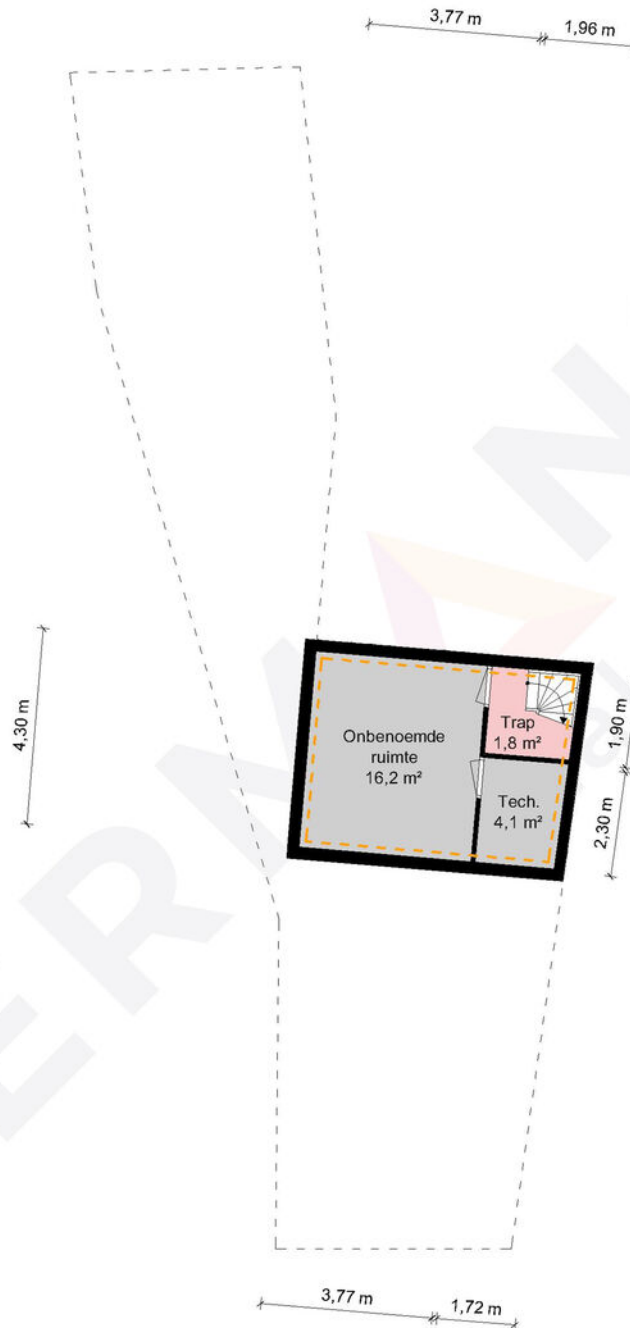 3,77 m
1,96 m
4,30 m
Onbenoemde
ruimte
16,2 m²
Trap
1,8 m²
Tech.
4,1 m²
1,90 m
2,30 m
3,77 m
1,72 m